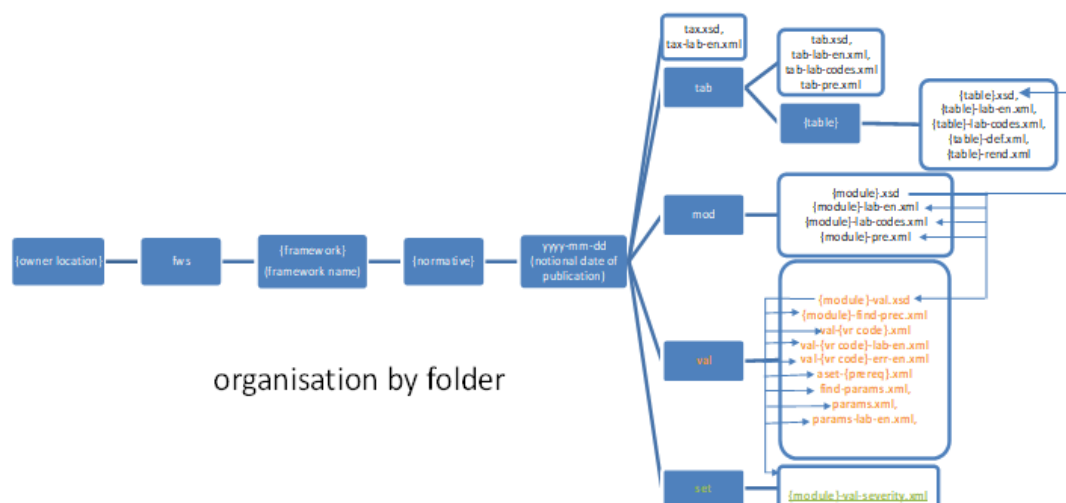 tax.xsd,
tax-lab-en.xml
tab
tab.xsd,
tab-lab-en.xml,
tab-lab-codes.xml
tab-pre.xml
{table}
{table}.xsd,
{table}-lab-en.xml,
{table}-lab-codes.xml,
{table}-def.xml,
{table}-rend.xml
mod
{module}.xsd
{module}-lab-en.xml
{module}-lab-codes.xml
{module}-pre.xml
{owner location}
fws
{framework}
(framework name)
{normative}
yyyy-mm-dd
(notional date of
publication)
val
{module}-val.xsd
{module}-find-prec.xml
val-{vr code}.xml
val-{vr code}-lab-en.xml
val-{vr code}-err-en.xml
aset-{prereq}.xml
find-params.xml,
params.xml,
params-lab-en.xml,
organisation by folder
set
{module}-val-severity.xml